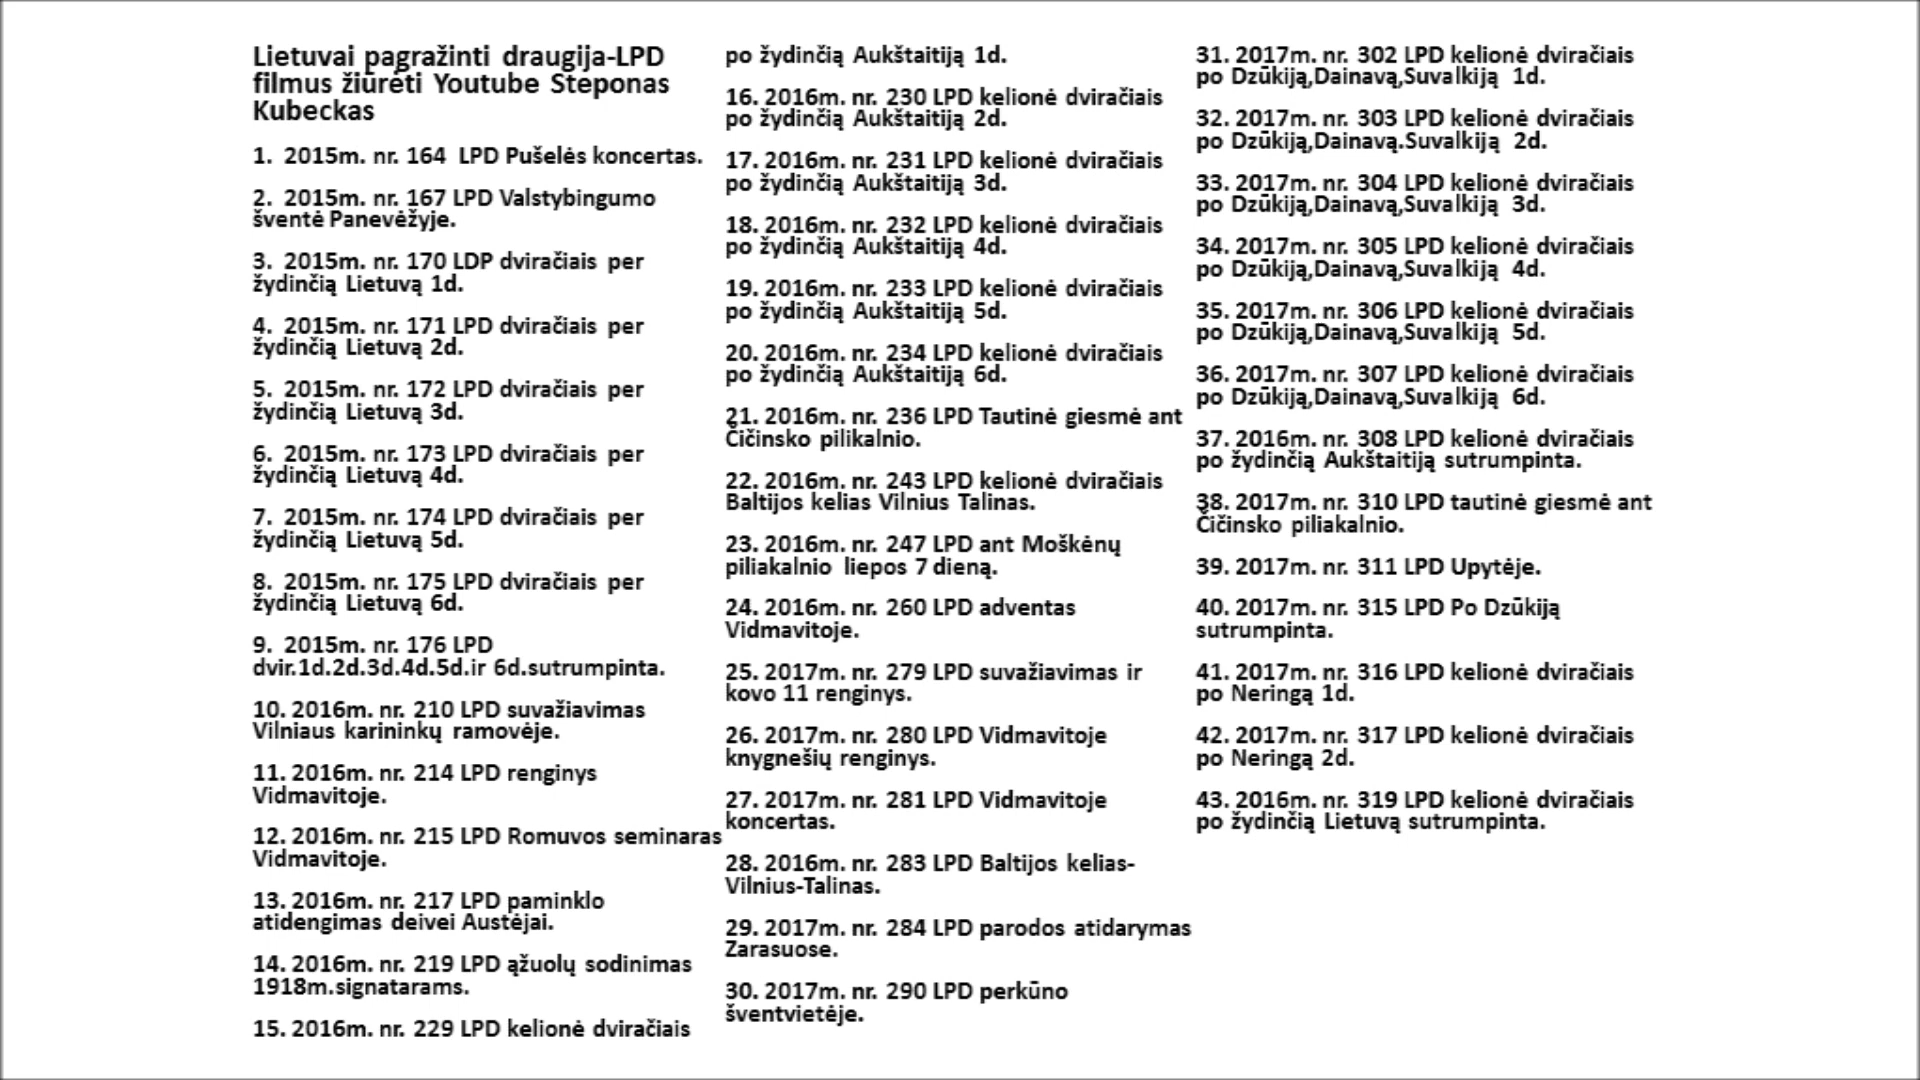 Lietuvai pagražinti draugija-LPD
filmus žiūrėti Youtube Steponas
Kubeckas
1. 2015m. nr. 164 LPD Pušelės koncertas.
2. 2015m. nr. 167 LPD Valstybingumo
šventė Panevėžyje.
3. 2015m. nr. 170 LDP dviračiais per
žydinčią Lietuvą 1d.
4. 2015m. nr. 171 LPD dviračiais per
žydinčią Lietuvą 2d.
5. 2015m. nr. 172 LPD dviračiais per
žydinčią Lietuvą 3d.
6. 2015m. nr. 173 LPD dviračiais per
žydinčią Lietuvą 4d.
7. 2015m. nr. 174 LPD dviračiais per
žydinčią Lietuvą 5d.
8. 2015m. nr. 175 LPD dviračiais per
žydinčią Lietuvą 6d.
9. 2015m. nr. 176 LPD
dvir.1d.2d.3d.4d.5d.ir 6d.sutrumpinta.
10. 2016m. nr. 210 LPD suvažiavimas
Vilniaus karininkų ramovėje.
11. 2016m. nr. 214 LPD renginys
Vidmavitoje.
12. 2016m. nr. 215 LPD Romuvos seminaras
Vidmavitoje.
13. 2016m. nr. 217 LPD paminklo
atidengimas deivei Austėjai.
14. 2016m. nr. 219 LPD ąžuolų sodinimas
1918m.signatarams.
15. 2016m. nr. 229 LPD kelionė dviračiais
po žydinčią Aukštaitiją 1d.
16. 2016m. nr. 230 LPD kelionė dviračiais
po žydinčią Aukštaitiją 2d.
17. 2016m. nr. 231 LPD kelionė dviračiais
po žydinčią Aukštaitiją 3d.
18. 2016m. nr. 232 LPD kelionė dviračiais
po žydinčią Aukštaitiją 4d.
19. 2016m. nr. 233 LPD kelionė dviračiais
po žydinčią Aukštaitiją 5d.
20. 2016m. nr. 234 LPD kelionė dviračiais
po žydinčią Aukštaitiją 6d.
21. 2016m. nr. 236 LPD Tautinė giesmė ant
Čičinsko pilikalnio.
22. 2016m. nr. 243 LPD kelionė dviračiais
Baltijos kelias Vilnius Talinas.
23. 2016m. nr. 247 LPD ant Moškėnų
piliakalnio liepos 7 dieną.
24. 2016m. nr. 260 LPD adventas
Vidmavitoje.
25. 2017m. nr. 279 LPD suvažiavimas ir
kovo 11 renginys.
26. 2017m. nr. 280 LPD Vidmavitoje
knygnešių renginys.
27. 2017m. nr. 281 LPD Vidmavitoje
koncertas.
28. 2016m. nr. 283 LPD Baltijos kelias-
Vilnius-Talinas.
29. 2017m. nr. 284 LPD parodos atidarymas
Zarasuose.
30. 2017m. nr. 290 LPD perkūno
šventvietėje.
31. 2017m. nr. 302 LPD kelionė dviračiais
po Dzūkiją,Dainavą,Suvalkiją 1d.
32. 2017m. nr. 303 LPD kelionė dviračiais
po Dzūkiją,Dainavą.Suvalkiją 2d.
33. 2017m. nr. 304 LPD kelionė dviračiais
po Dzūkiją,Dainavą,Suvalkiją 3d.
34. 2017m. nr. 305 LPD kelionė dviračiais
po Dzūkiją,Dainavą,Suvalkiją 4d.
35. 2017m. nr. 306 LPD kelionė dviračiais
po Dzūkiją,Dainavą,Suvalkiją 5d.
36. 2017m. nr. 307 LPD kelionė dviračiais
po Dzūkiją,Dainavą,Suvalkiją 6d.
37. 2016m. nr. 308 LPD kelionė dviračiais
po žydinčią Aukštaitiją sutrumpinta.
38. 2017m. nr. 310 LPD tautinė giesmė ant
Čičinsko piliakalnio.
39. 2017m. nr. 311 LPD Upytėje.
40. 2017m. nr. 315 LPD Po Dzūkiją
sutrumpinta.
41. 2017m. nr. 316 LPD kelionė dviračiais
po Neringą 1d.
42. 2017m. nr. 317 LPD kelionė dviračiais
po Neringą 2d.
43. 2016m. nr. 319 LPD kelionė dviračiais
po žydinčią Lietuvą sutrumpinta.